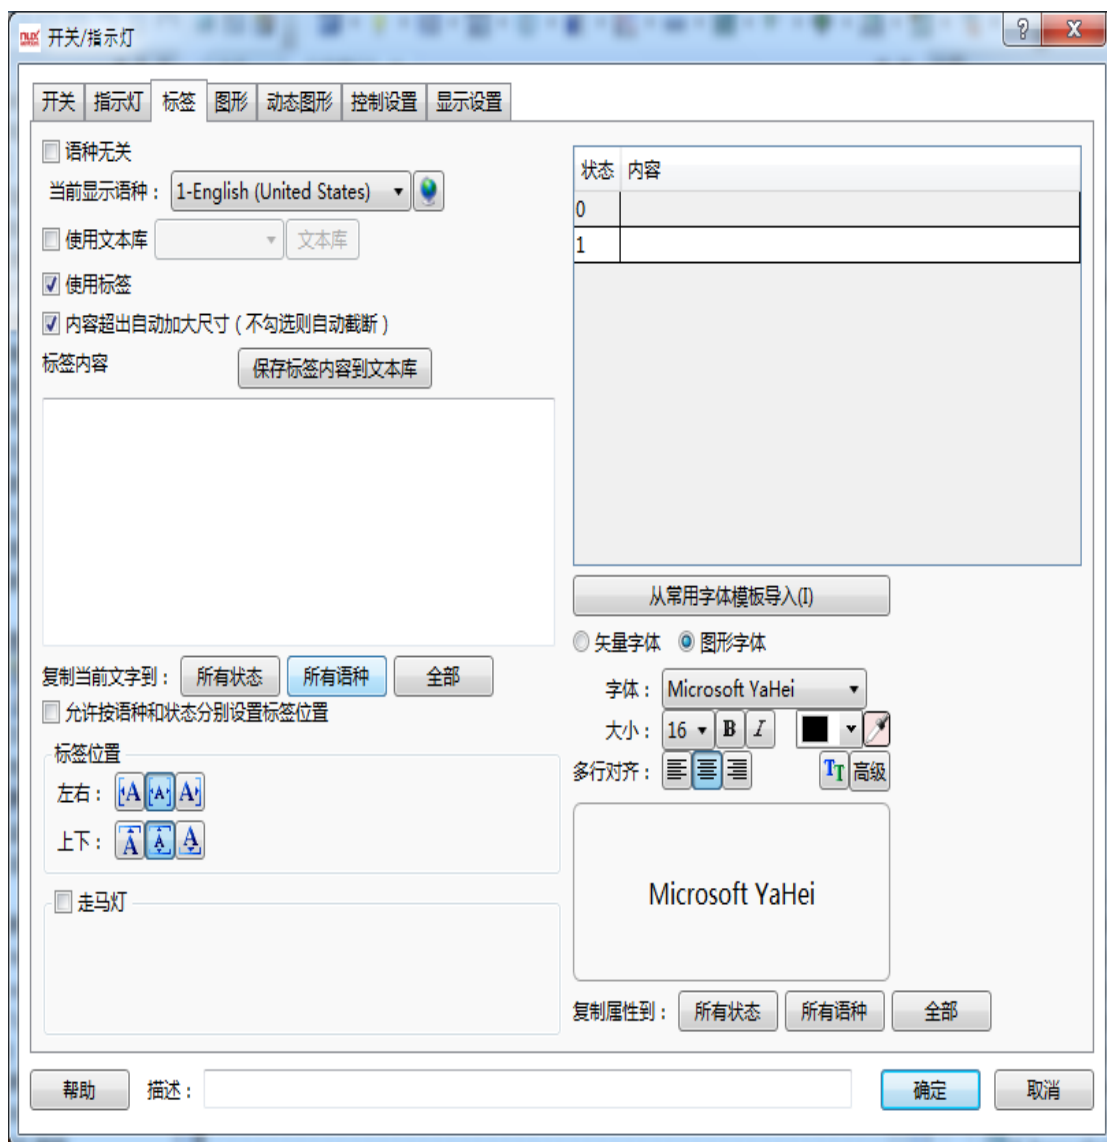 开关/指示灯
开关 指示灯 标签 图形 动态图形 控制设置 显示设置
语种无关
当前显示语种： 1-English (United States)
使用文本库 文本库
使用标签
内容超出自动加大尺寸（不勾选则自动截断）
标签内容 保存标签内容到文本库
复制当前文字到： 所有状态 所有语种 全部
允许按语种和状态分别设置标签位置
标签位置
左右： A A A
上下： A A A
走马灯
状态 内容
0
1
从常用字体模板导入(I)
矢量字体 图形字体
字体： Microsoft YaHei
大小： 16 B I
多行对齐： TT 高级
Microsoft YaHei
复制属性到： 所有状态 所有语种 全部
帮助 描述： 确定 取消